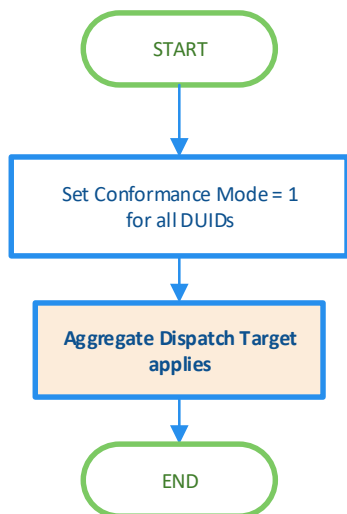 START
Set Conformance Mode = 1
for all DUIDs
Aggregate Dispatch Target
applies
END